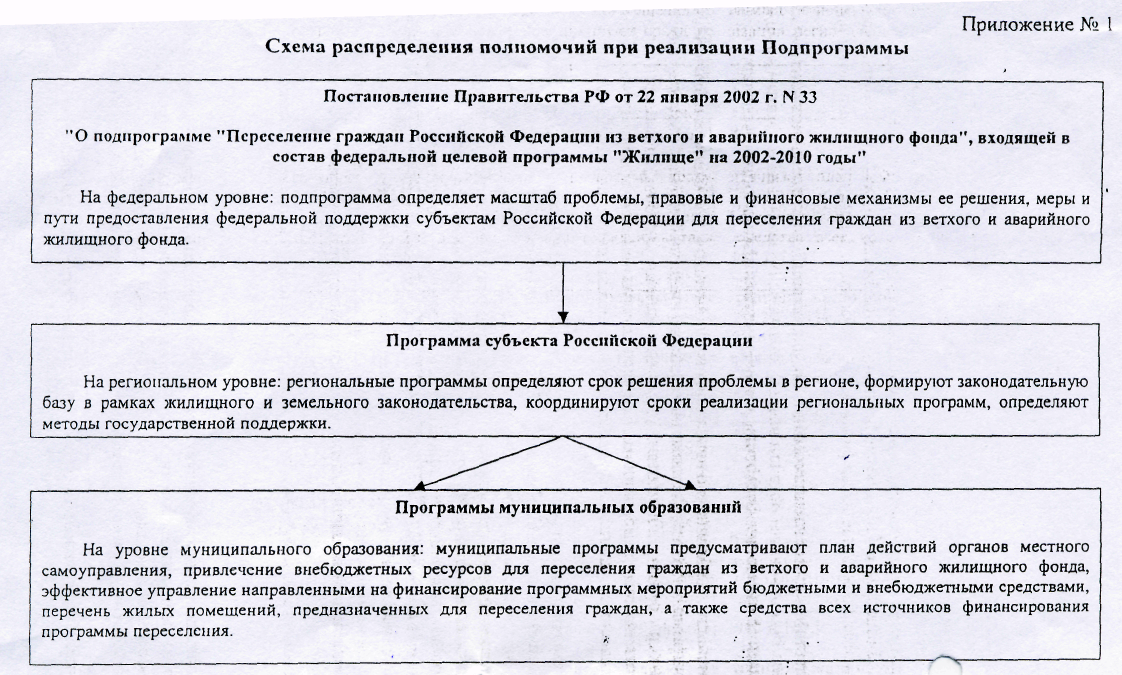 Приложение № 1
Схема распределения полномочий при реализации Подпрограммы
Постановление Правительства РФ от 22 января 2002 г. N 33
"О подпрограмме "Переселение граждан Российской Федерации из ветхого и аварийного жилищного фонда", входящей в
состав федеральной целевой программы "Жилище" на 2002-2010 годы"
На федеральном уровне: подпрограмма определяет масштаб проблемы, правовые и финансовые механизмы ее решения, меры и
пути предоставления федеральной поддержки субъектам Российской Федерации для переселения граждан из ветхого и аварийного
жилищного фонда.
Программа субъекта Российской Федерации
На региональном уровне: региональные программы определяют срок решения проблемы в регионе, формируют законодательную
базу в рамках жилищного и земельного законодательства, координируют сроки реализации региональных программ, определяют
методы государственной поддержки.
Программы муниципальных образований
На уровне муниципального образования: муниципальные программы предусматривают план действий органов местного
самоуправления, привлечение внебюджетных ресурсов для переселения граждан из ветхого и аварийного жилищного фонда,
эффективное управление направленными на финансирование программных мероприятий бюджетными и внебюджетными средствами,
перечень жилых помещений, предназначенных для переселения граждан, а также средства всех источников финансирования
программы переселения.